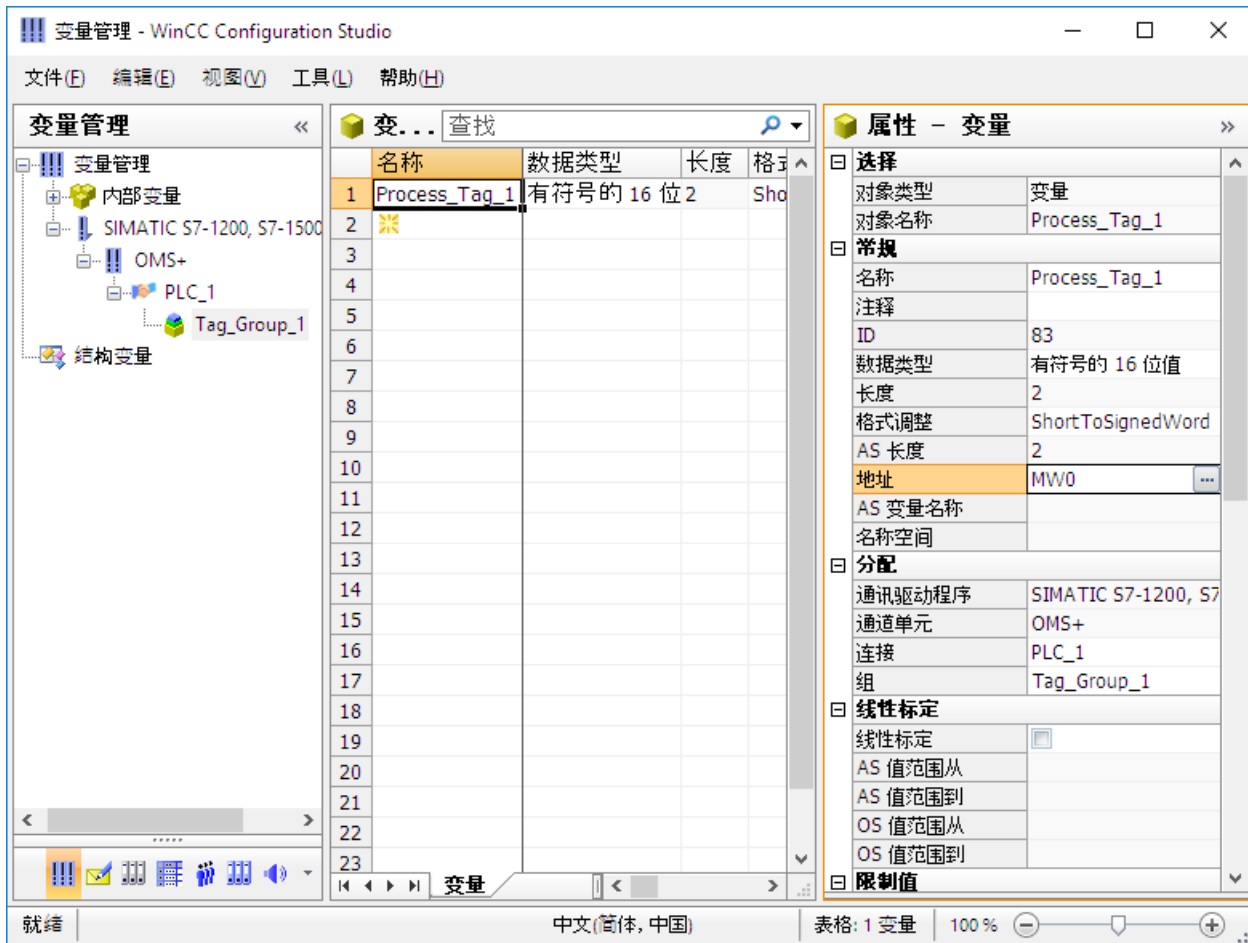 变量管理 - WinCC Configuration Studio
文件(F) 编辑(E) 视图(V) 工具(L) 帮助(H)
变量管理 «
变量管理
内部变量
SIMATIC S7-1200, S7-1500
OMS+
PLC_1
Tag_Group_1
结构变量
变... 查找
名称 数据类型 长度
1 Process_Tag_1 有符号的 16 位 2 Sho
2
3
4
5
6
7
8
9
10
11
12
13
14
15
16
17
18
19
20
21
22
23
变量
属性 - 变量 »
选择
对象类型 变量
对象名称 Process_Tag_1
常规
名称 Process_Tag_1
注释
ID 83
数据类型 有符号的 16 位值
长度 2
格式调整 ShortToSignedWord
AS 长度 2
地址 MW0 ...
AS 变量名称
名称空间
分配
通讯驱动程序 SIMATIC S7-1200, S7
通道单元 OMS+
连接 PLC_1
组 Tag_Group_1
线性标定
线性标定
AS 值范围从
AS 值范围到
OS 值范围从
OS 值范围到
限制值
就绪 中文(简体, 中国) 表格: 1 变量 100 %